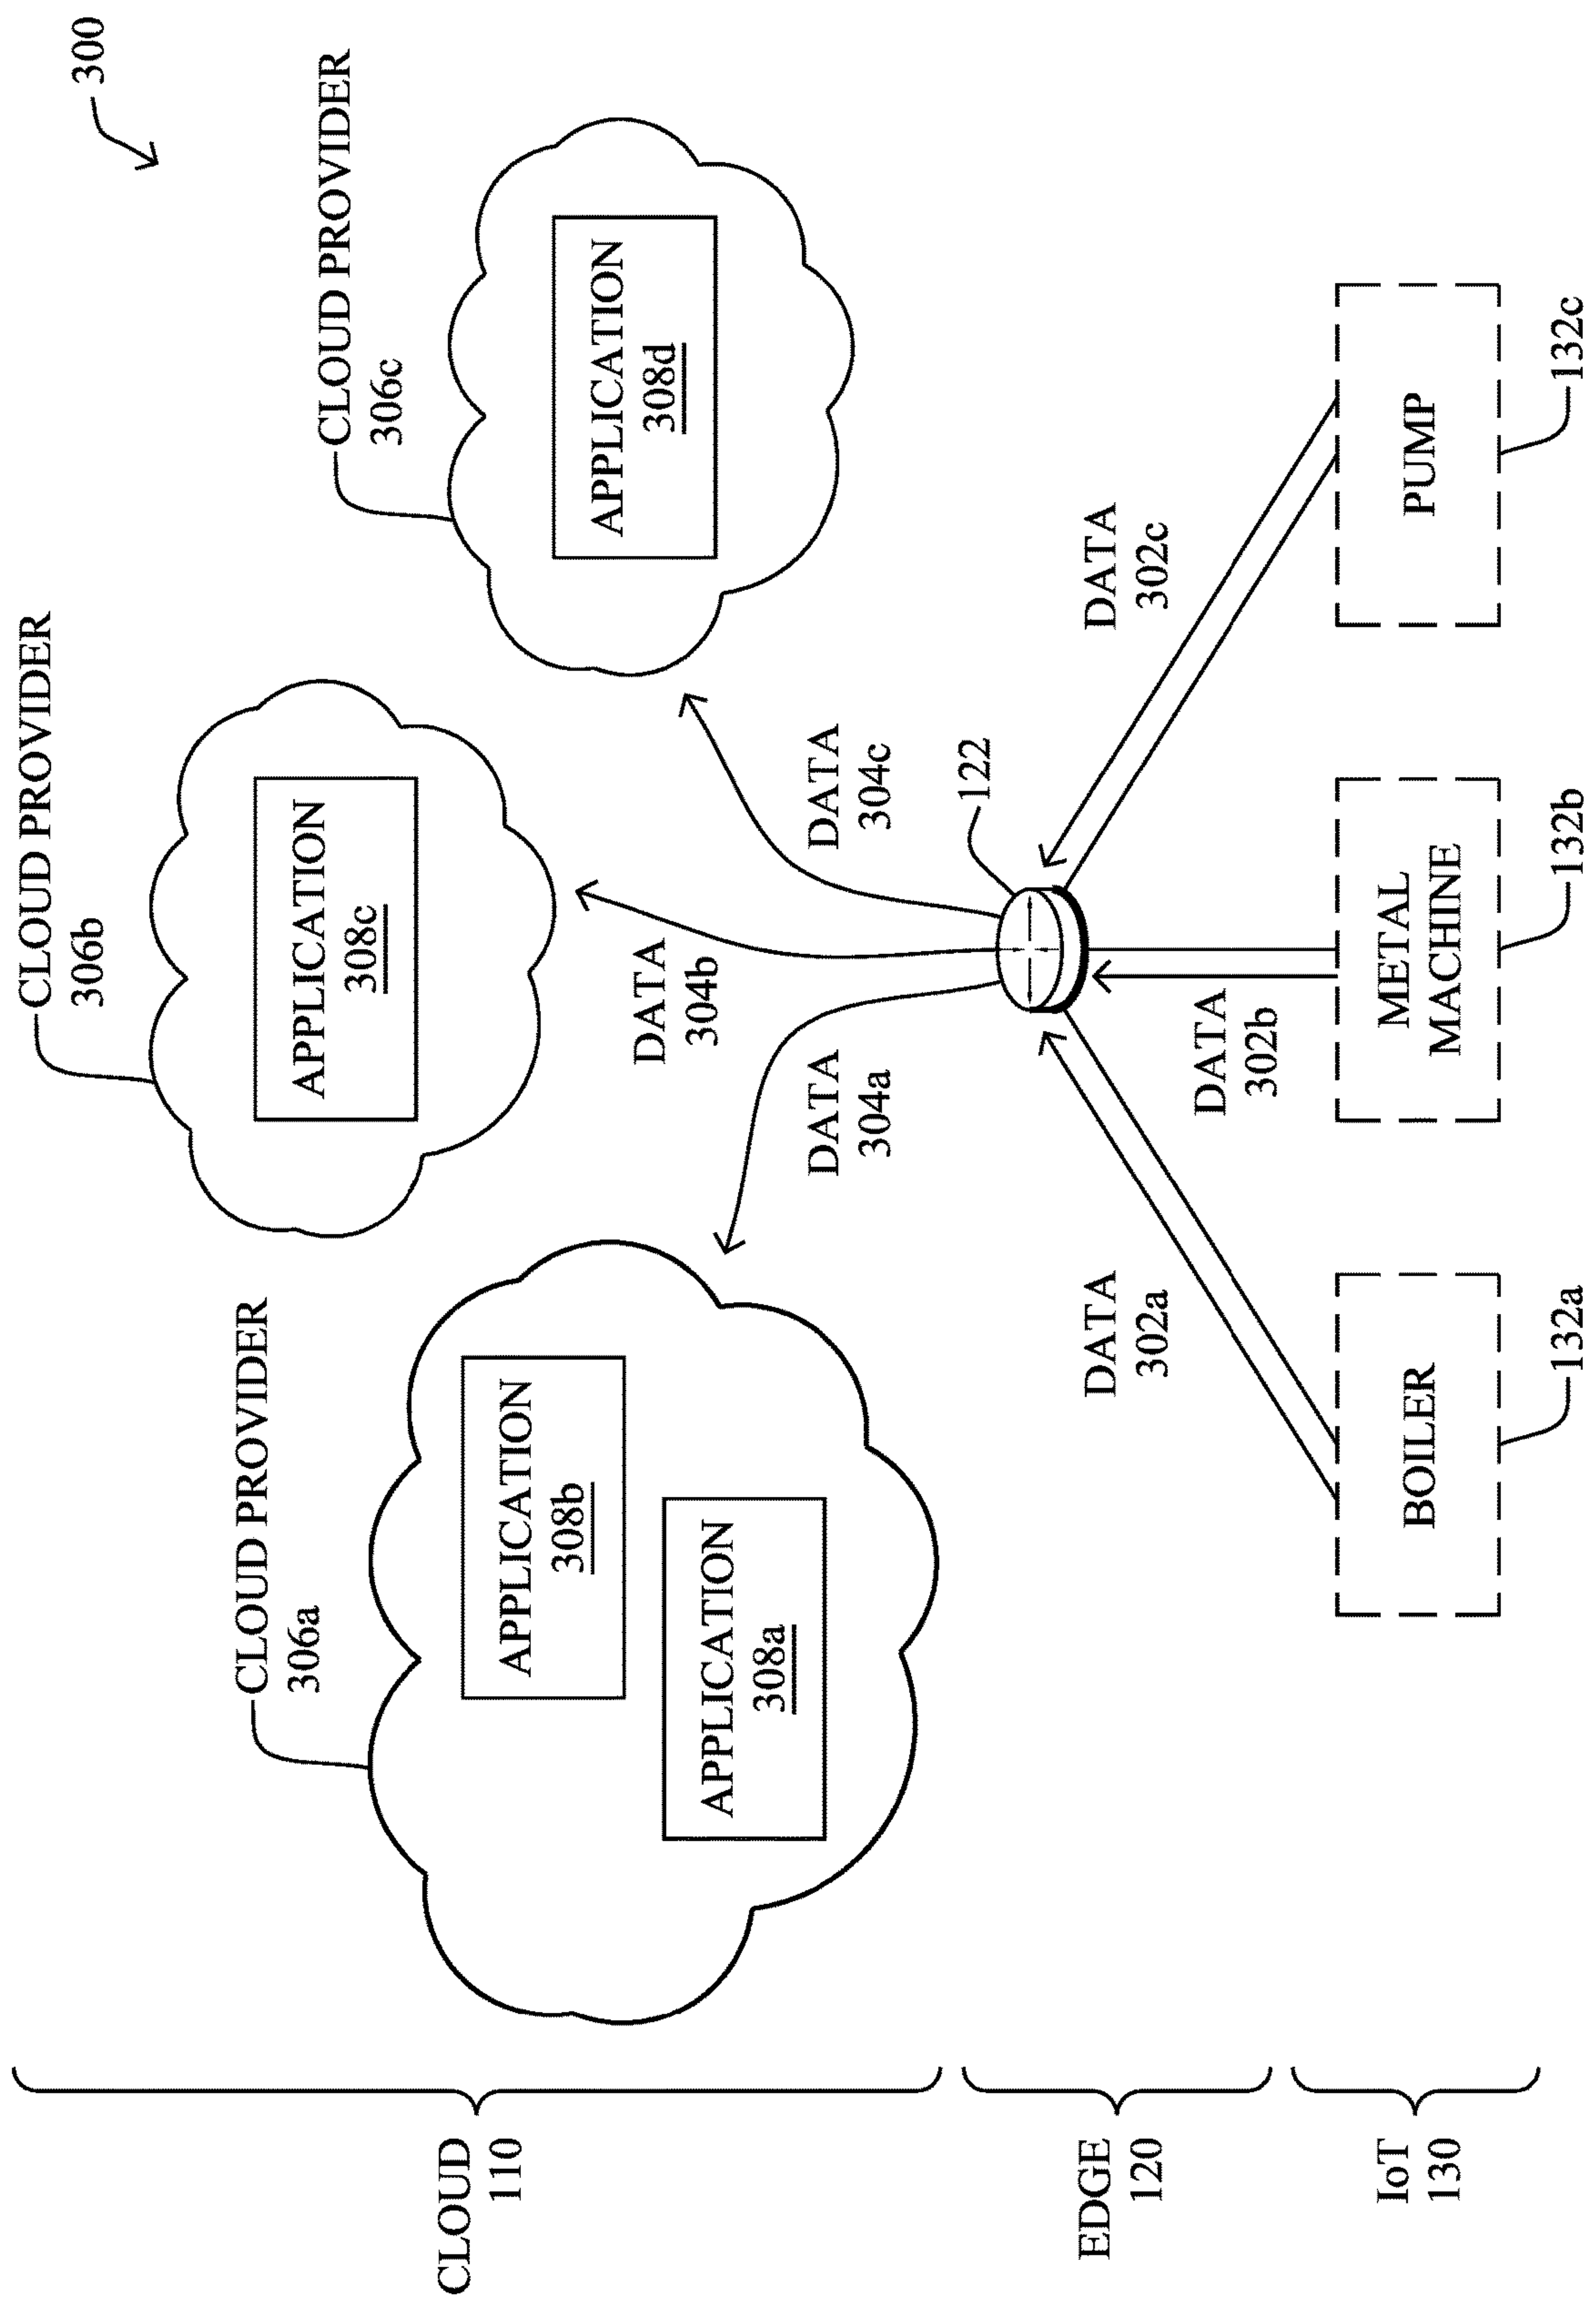 300
CLOUD PROVIDER
306b
CLOUD PROVIDER
306a
CLOUD PROVIDER
306c
APPLICATION
308c
APPLICATION
308b
APPLICATION
308a
APPLICATION
308d
CLOUD
110
DATA
304b
DATA
304a
DATA
304c
122
EDGE
120
DATA
302a
DATA
302b
DATA
302c
IoT
130
BOILER
METAL
MACHINE
PUMP
132a
132b
132c